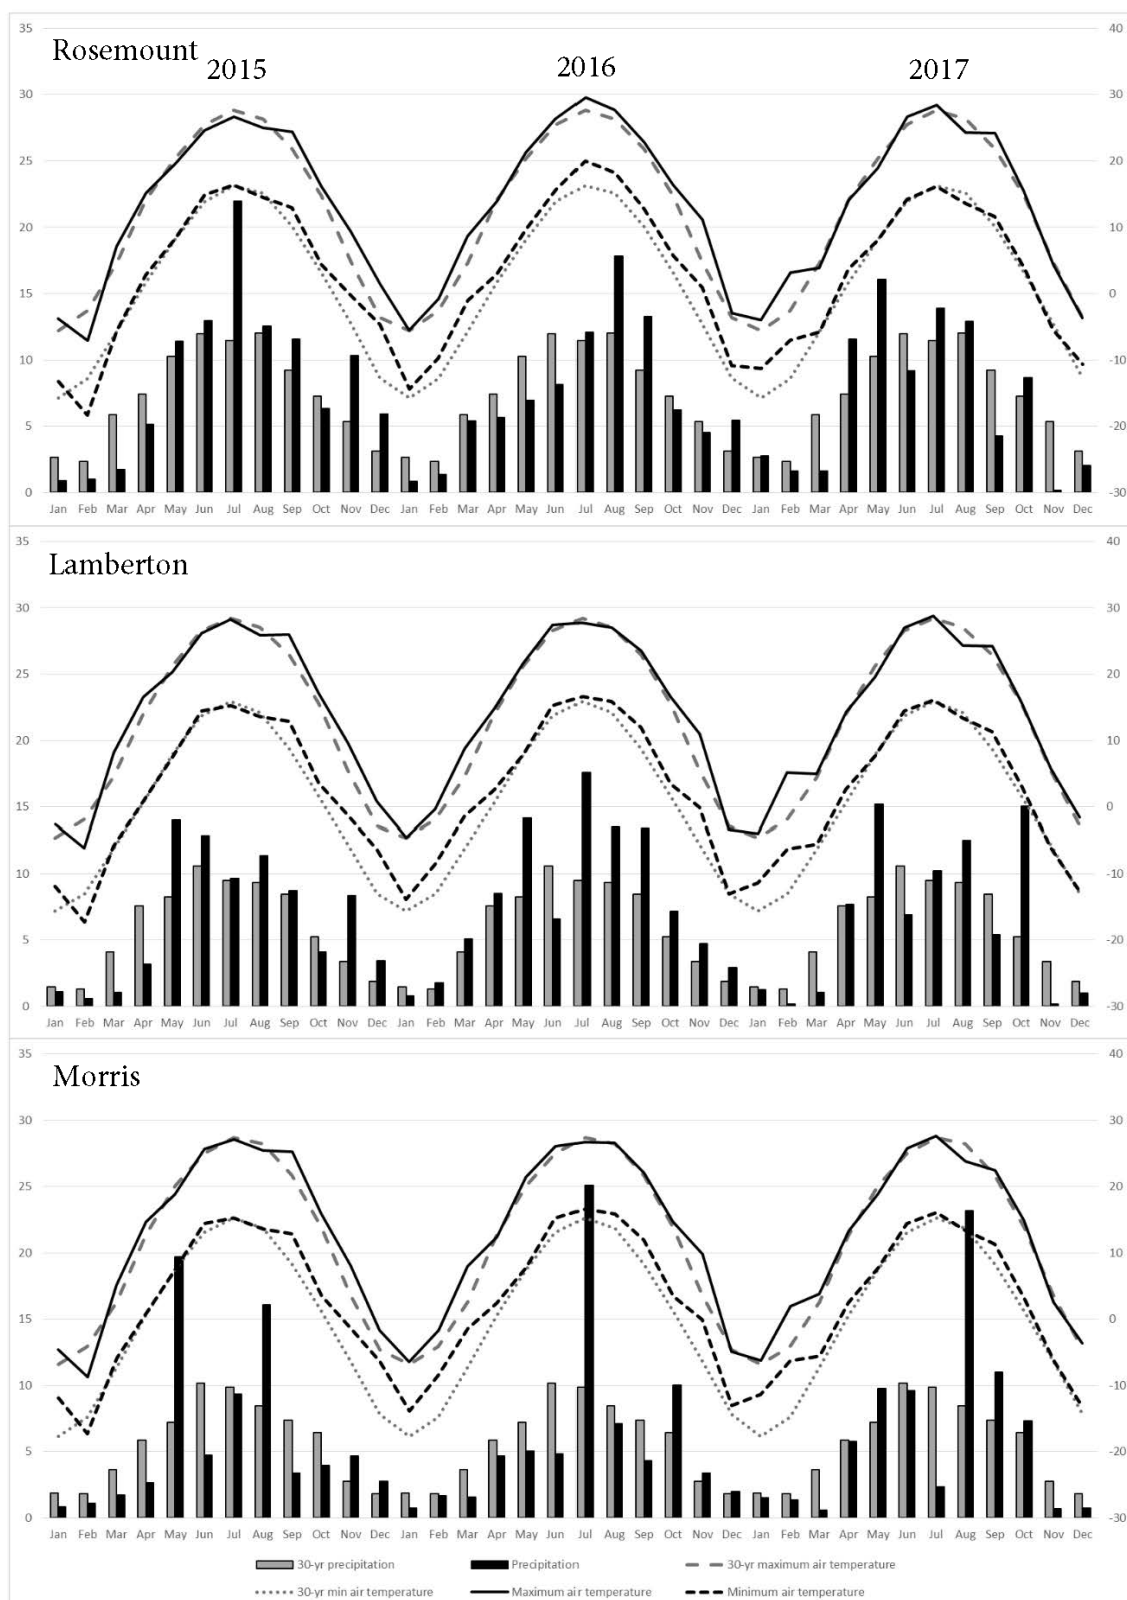 35 40
Rosemount
2015 2016 2017
30 30
25 20
20 10
15 0
10 -10
5 -20
0 -30
Jan Feb Mar Apr May Jun Jul Aug Sep Oct Nov Dec Jan Feb Mar Apr May Jun Jul Aug Sep Oct Nov Dec Jan Feb Mar Apr May Jun Jul Aug Sep Oct Nov Dec
35 40
Lamberton
30 30
25 20
20 10
15 0
10 -10
5 -20
0 -30
Jan Feb Mar Apr May Jun Jul Aug Sep Oct Nov Dec Jan Feb Mar Apr May Jun Jul Aug Sep Oct Nov Dec Jan Feb Mar Apr May Jun Jul Aug Sep Oct Nov Dec
35 40
Morris
30 30
25 20
20 10
15 0
10 -10
5 -20
0 -30
Jan Feb Mar Apr May Jun Jul Aug Sep Oct Nov Dec Jan Feb Mar Apr May Jun Jul Aug Sep Oct Nov Dec Jan Feb Mar Apr May Jun Jul Aug Sep Oct Nov Dec
30-yr precipitation Precipitation 30-yr maximum air temperature
30-yr min air temperature Maximum air temperature Minimum air temperature